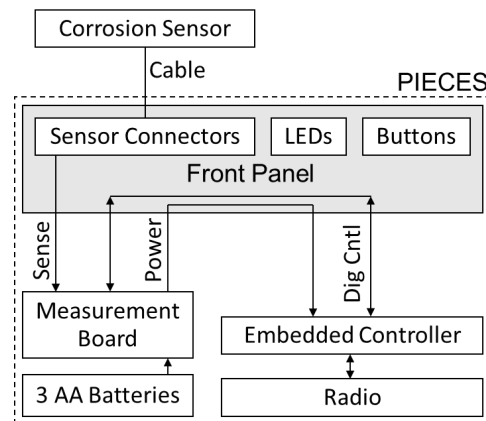 Corrosion Sensor
Cable
PIECES
Sensor Connectors
LEDs
Buttons
Front Panel
Sense
Power
Dig Cntl
Measurement
Board
Embedded Controller
3 AA Batteries
Radio